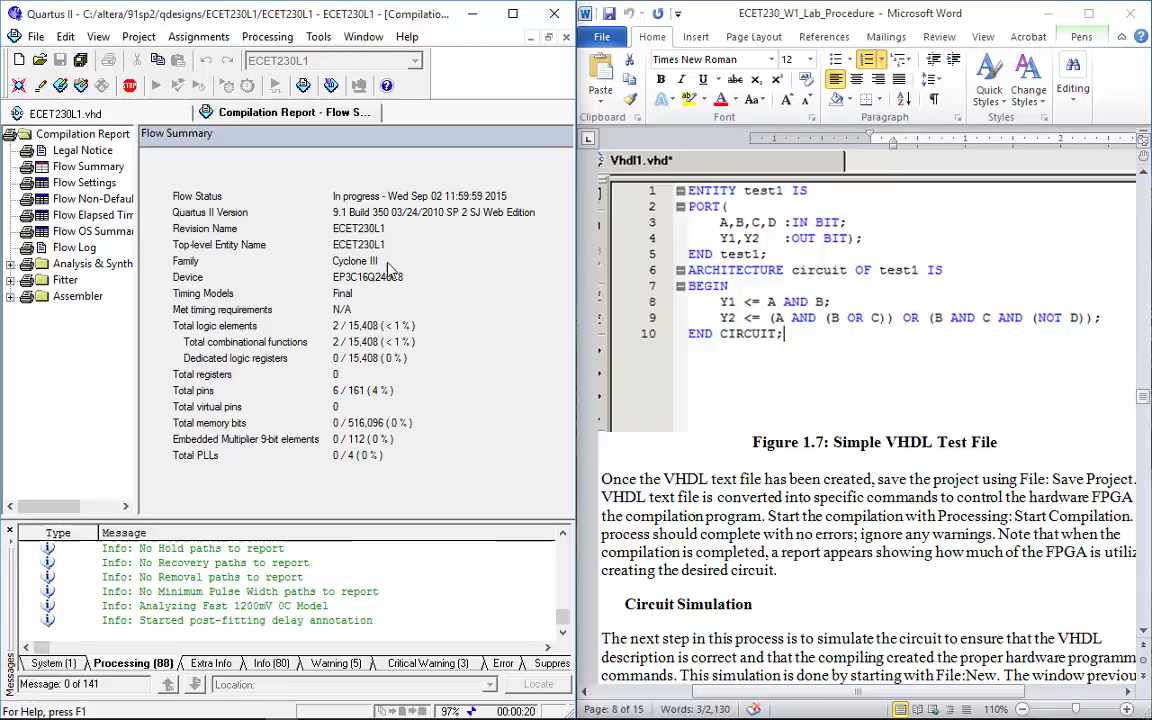 Quartus II - C:/altera/91sp2/qdesigns/ECET230L1/ECET230L1 - ECET230L1 - [Compilation...
File Edit View Project Assignments Processing Tools Window Help
ECET230L1
ECET230L1.vhd
Compilation Report - Flow S...
Compilation Report
Legal Notice
Flow Summary
Flow Settings
Flow Non-Defau
Flow Elapsed Tim
Flow OS Summa
Flow Log
Analysis & Synth
Fitter
Assembler
Flow Summary
Flow Status In progress - Wed Sep 02 11:59:59 2015
Quartus II Version 9.1 Build 350 03/24/2010 SP 2 SJ Web Edition
Revision Name ECET230L1
Top-level Entity Name ECET230L1
Family Cyclone III
Device EP3C16Q240C8
Timing Models Final
Met timing requirements N/A
Total logic elements 2 / 15,408 ( < 1 % )
Total combinational functions 2 / 15,408 ( < 1 % )
Dedicated logic registers 0 / 15,408 ( 0 % )
Total registers 0
Total pins 6 / 161 ( 4 % )
Total virtual pins 0
Total memory bits 0 / 516,096 ( 0 % )
Embedded Multiplier 9-bit elements 0 / 112 ( 0 % )
Total PLLs 0 / 4 ( 0 % )
Type Message
Info: No Hold paths to report
Info: No Recovery paths to report
Info: No Removal paths to report
Info: No Minimum Pulse Width paths to report
Info: Analyzing Fast 1200mV 0C Model
Info: Started post-fitting delay annotation
System (1) Processing (88) Extra Info Info (80) Warning (5) Critical Warning (3) Error Suppres
Messages
Message: 0 of 141
Location:
Locate
For Help, press F1
97% 00:00:20
ECET230_W1_Lab_Procedure - Microsoft Word
File Home Insert Page Layout References Mailings Review View Acrobat Pens
Times New Roman 12
Paste
Quick Styles
Change Styles
Editing
Clipboard Font Paragraph Styles
1 1 2
Vhdl1.vhd*
1 ENTITY test1 IS
2 PORT(
3 A,B,C,D :IN BIT;
4 Y1,Y2 :OUT BIT);
5 END test1;
6 ARCHITECTURE circuit OF test1 IS
7 BEGIN
8 Y1 <= A AND B;
9 Y2 <= (A AND (B OR C)) OR (B AND C AND (NOT D));
10 END CIRCUIT;
Figure 1.7: Simple VHDL Test File
Once the VHDL text file has been created, save the project using File: Save Project.
VHDL text file is converted into specific commands to control the hardware FPGA
the compilation program. Start the compilation with Processing: Start Compilation.
process should complete with no errors; ignore any warnings. Note that when the
compilation is completed, a report appears showing how much of the FPGA is utiliz
creating the desired circuit.
Circuit Simulation
The next step in this process is to simulate the circuit to ensure that the VHDL
description is correct and that the compiling created the proper hardware programm
commands. This simulation is done by starting with File:New. The window previou
Page: 8 of 15 Words: 3/2,130 110%